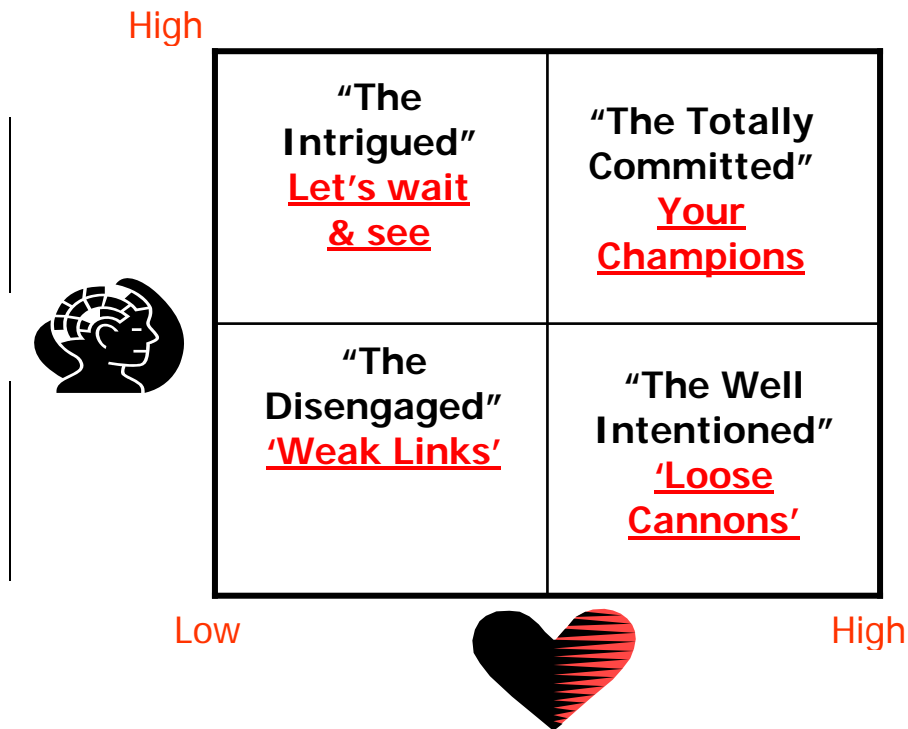 High
“The
Intrigued”
Let’s wait
& see
“The Totally
Committed”
Your
Champions
“The
Disengaged”
‘Weak Links’
“The Well
Intentioned”
‘Loose
Cannons’
Low
High